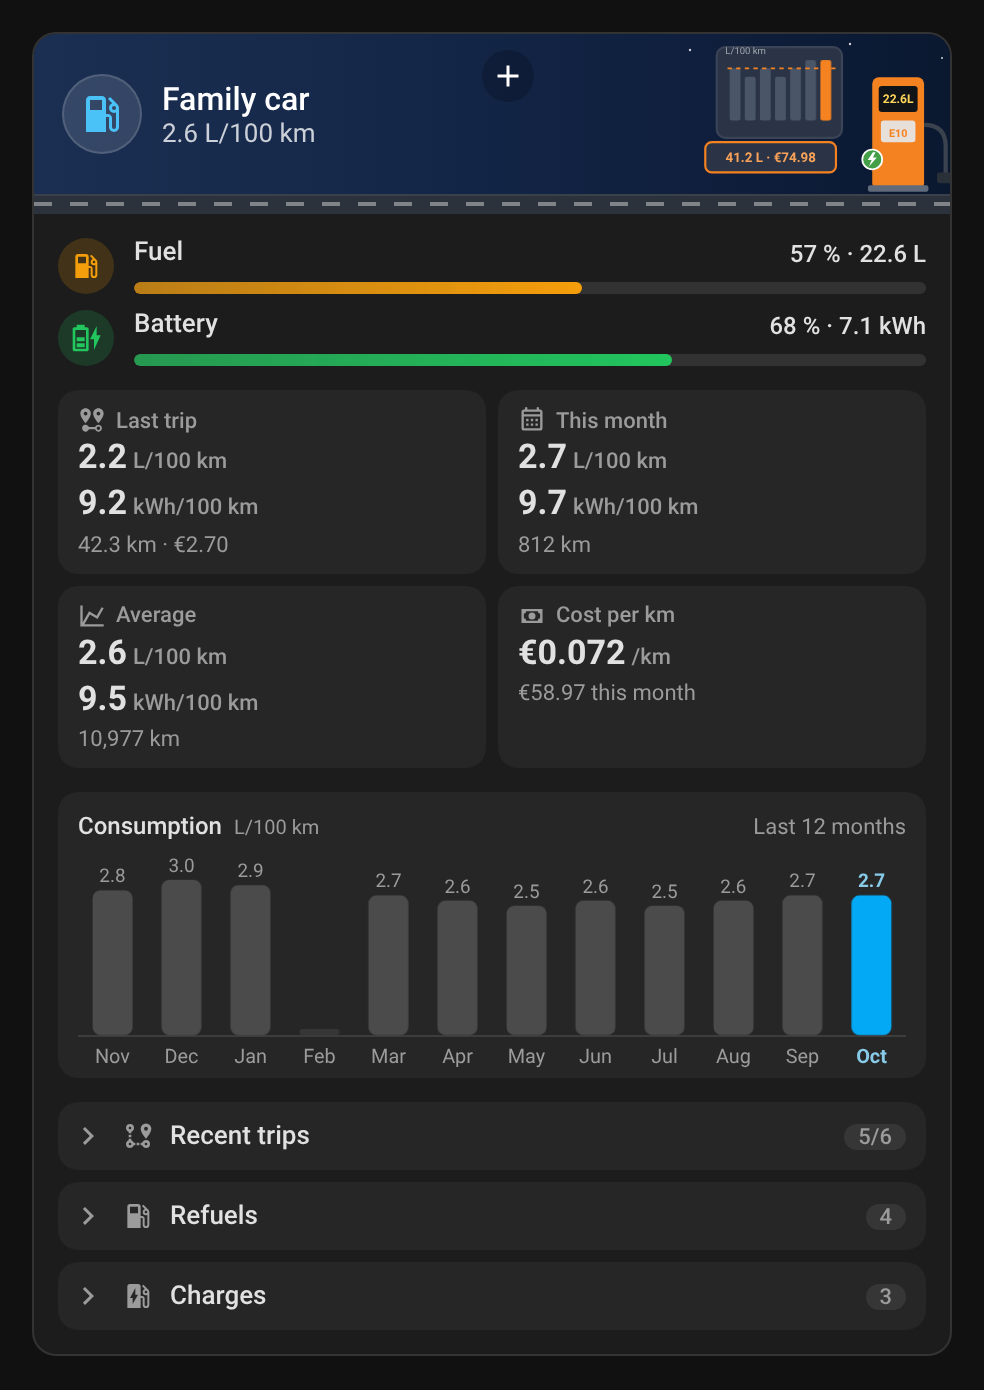 Family car
2.6 L/100 km
L/100 km
41.2 L · €74.98
22.6L
E10
Fuel
57 % · 22.6 L
Battery
68 % · 7.1 kWh
Last trip
2.2 L/100 km
9.2 kWh/100 km
42.3 km · €2.70
This month
2.7 L/100 km
9.7 kWh/100 km
812 km
Average
2.6 L/100 km
9.5 kWh/100 km
10,977 km
Cost per km
€0.072 /km
€58.97 this month
Consumption L/100 km
Last 12 months
2.8 3.0 2.9 2.7 2.6 2.5 2.6 2.5 2.6 2.7 2.7
Nov Dec Jan Feb Mar Apr May Jun Jul Aug Sep Oct
Recent trips 5/6
Refuels 4
Charges 3